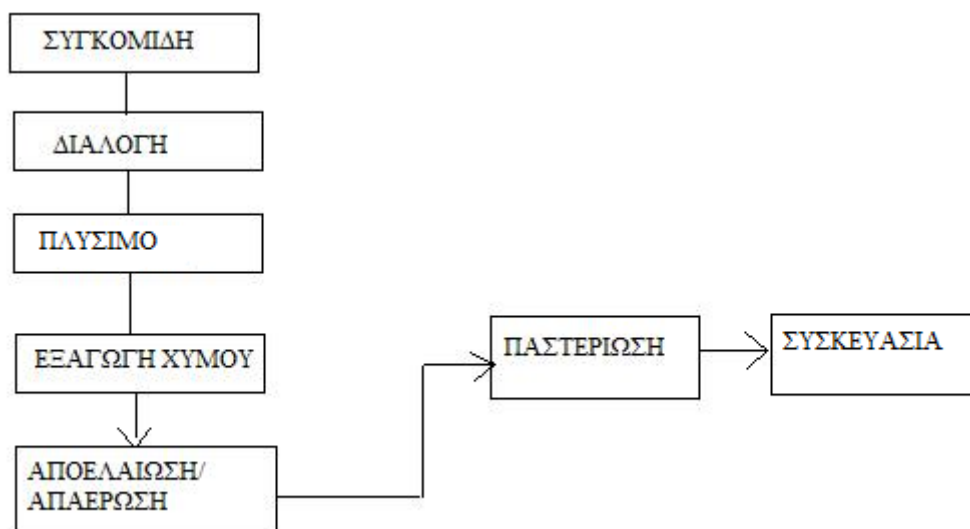 ΣΥΓΚΟΜΙΔΗ
ΔΙΑΛΟΓΗ
ΠΛΥΣΙΜΟ
ΕΞΑΓΩΓΗ ΧΥΜΟΥ
ΑΠΟΕΛΑΙΩΣΗ/
ΑΠΑΕΡΩΣΗ
ΠΑΣΤΕΡΙΩΣΗ
ΣΥΣΚΕΥΑΣΙΑ